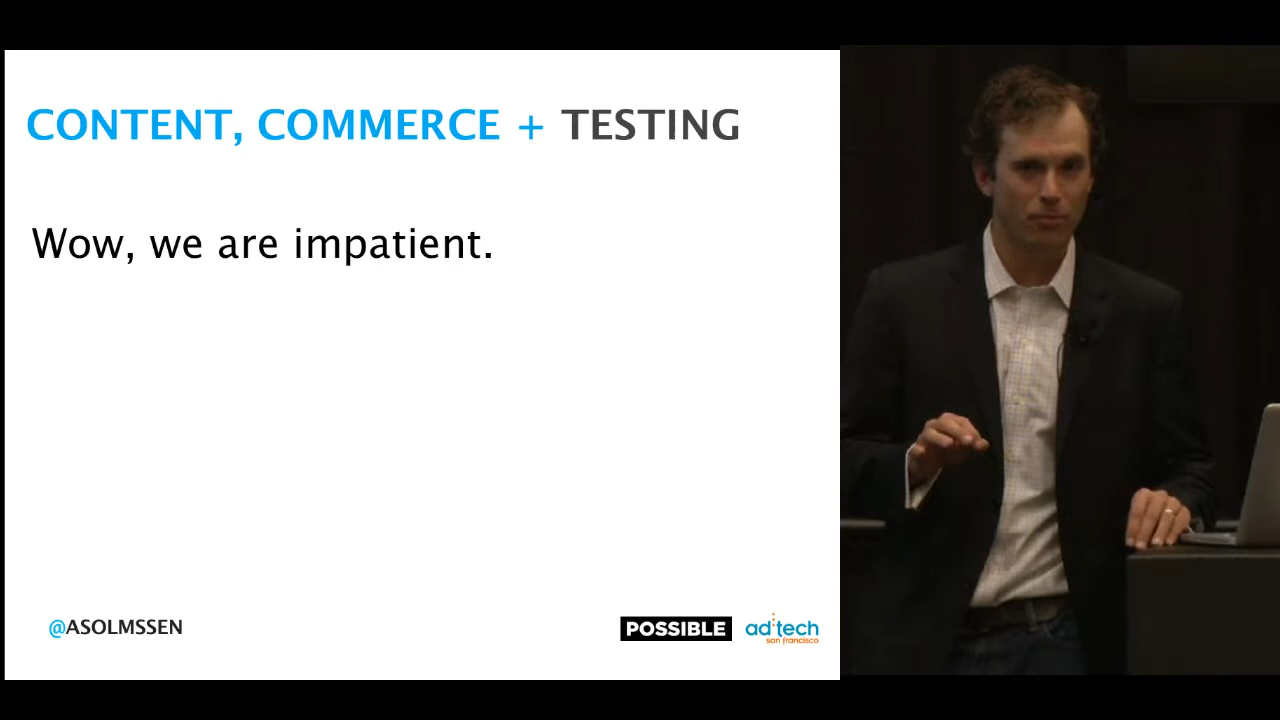 CONTENT, COMMERCE + TESTING
Wow, we are impatient.
@ASOLMSSEN
POSSIBLE
ad:tech
san francisco